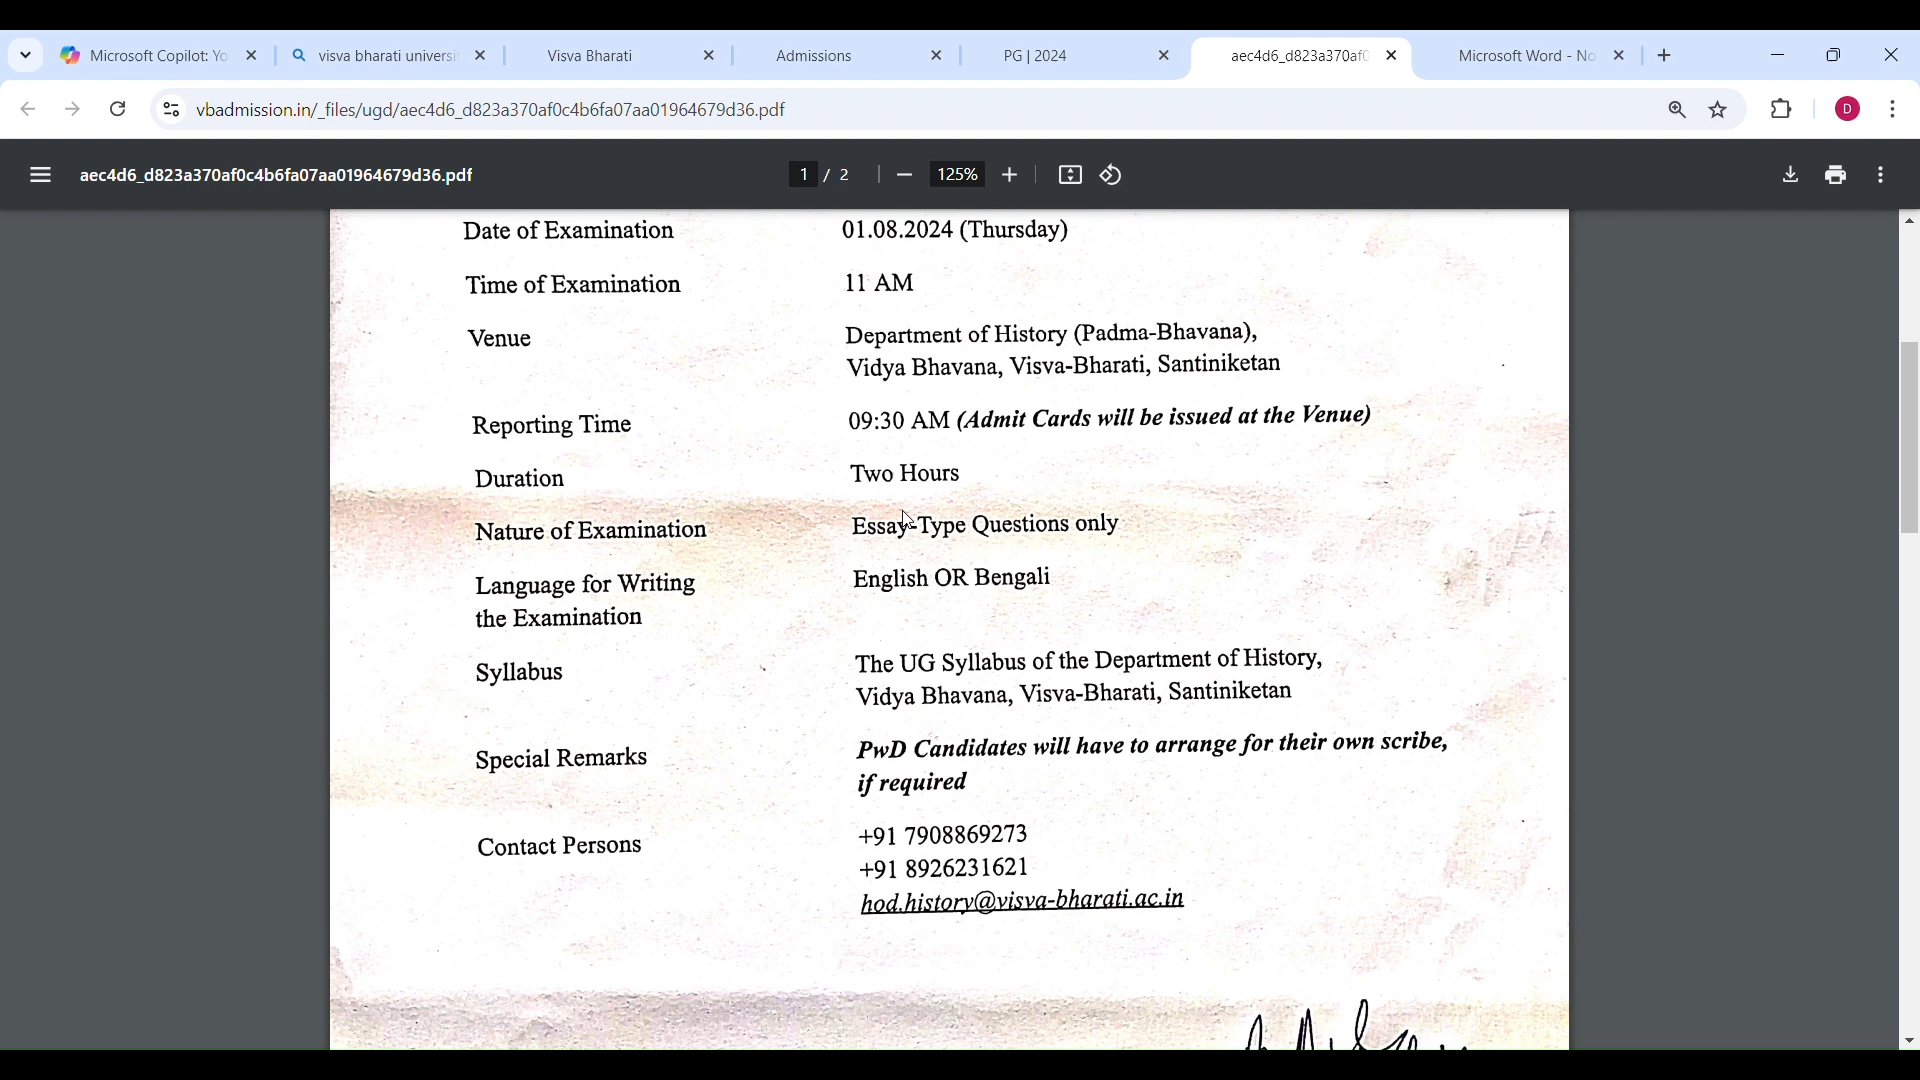 Microsoft Copilot: Yo
visva bharati universi
Visva Bharati
Admissions
PG | 2024
aec4d6_d823a370af0
Microsoft Word - No
vbadmission.in/_files/ugd/aec4d6_d823a370af0c4b6fa07aa01964679d36.pdf
D
aec4d6_d823a370af0c4b6fa07aa01964679d36.pdf
1 / 2
125%
Date of Examination 01.08.2024 (Thursday)
Time of Examination 11 AM
Venue Department of History (Padma-Bhavana),
Vidya Bhavana, Visva-Bharati, Santiniketan
Reporting Time 09:30 AM (Admit Cards will be issued at the Venue)
Duration Two Hours
Nature of Examination Essay-Type Questions only
Language for Writing English OR Bengali
the Examination
Syllabus The UG Syllabus of the Department of History,
Vidya Bhavana, Visva-Bharati, Santiniketan
Special Remarks PwD Candidates will have to arrange for their own scribe,
if required
Contact Persons +91 7908869273
+91 8926231621
hod.history@visva-bharati.ac.in